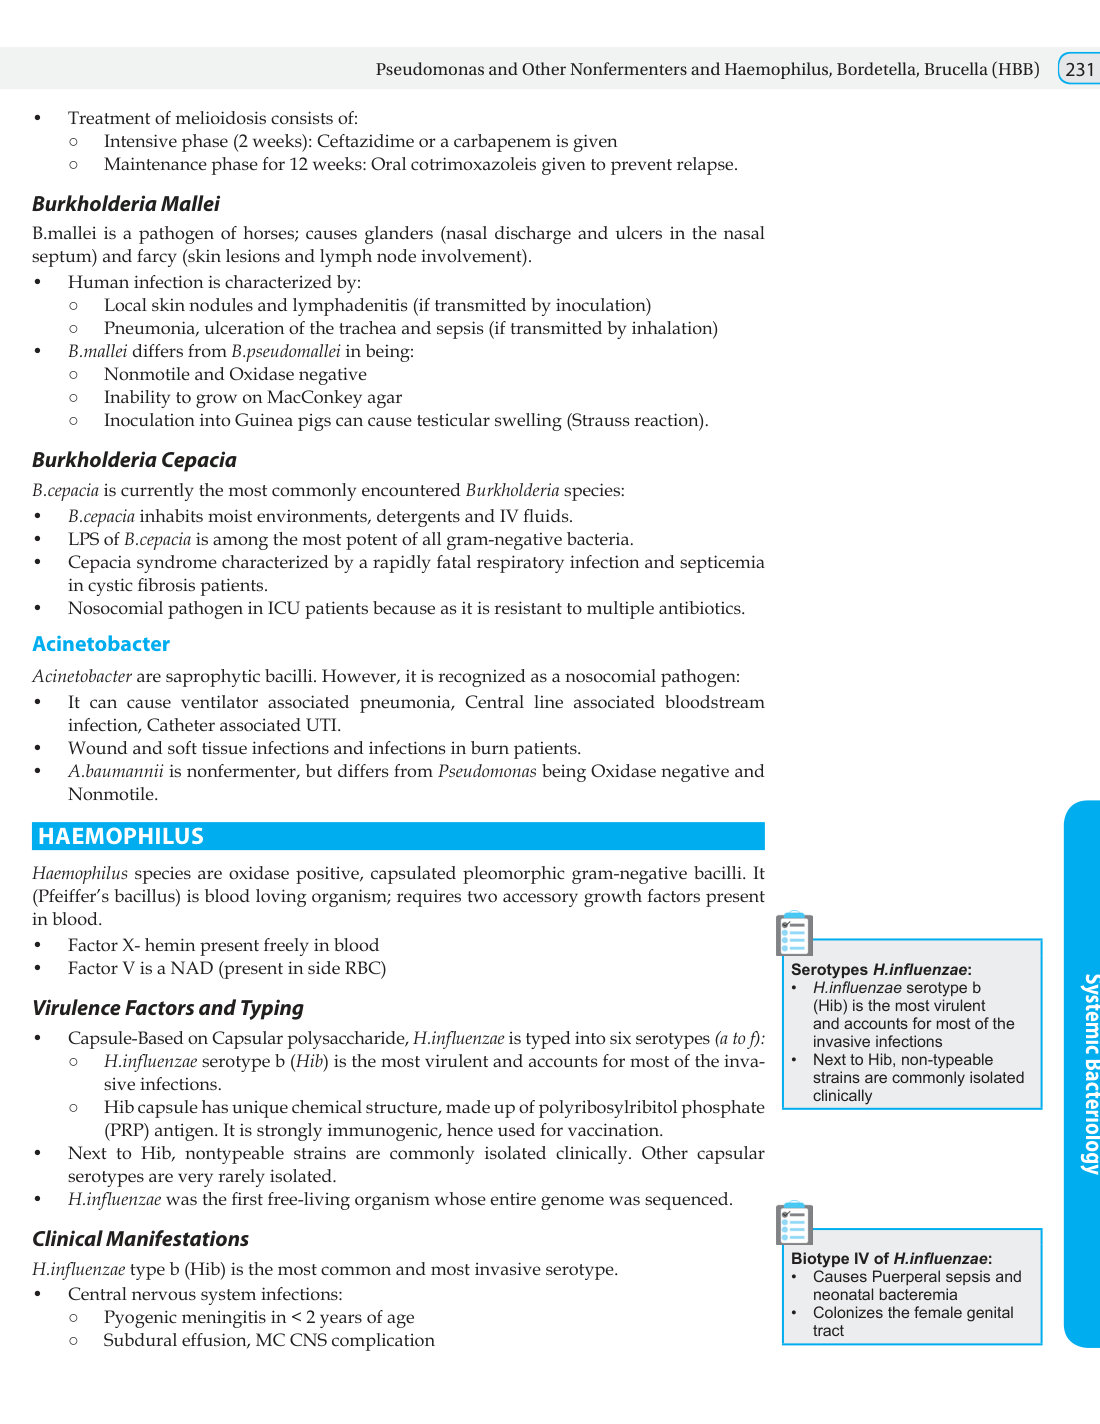 Pseudomonas and Other Nonfermenters and Haemophilus, Bordetella, Brucella (HBB) 231
• Treatment of melioidosis consists of:
○ Intensive phase (2 weeks): Ceftazidime or a carbapenem is given
○ Maintenance phase for 12 weeks: Oral cotrimoxazoleis given to prevent relapse.
Burkholderia Mallei
B.mallei is a pathogen of horses; causes glanders (nasal discharge and ulcers in the nasal
septum) and farcy (skin lesions and lymph node involvement).
• Human infection is characterized by:
○ Local skin nodules and lymphadenitis (if transmitted by inoculation)
○ Pneumonia, ulceration of the trachea and sepsis (if transmitted by inhalation)
• B.mallei differs from B.pseudomallei in being:
○ Nonmotile and Oxidase negative
○ Inability to grow on MacConkey agar
○ Inoculation into Guinea pigs can cause testicular swelling (Strauss reaction).
Burkholderia Cepacia
B.cepacia is currently the most commonly encountered Burkholderia species:
• B.cepacia inhabits moist environments, detergents and IV fluids.
• LPS of B.cepacia is among the most potent of all gram-negative bacteria.
• Cepacia syndrome characterized by a rapidly fatal respiratory infection and septicemia
in cystic fibrosis patients.
• Nosocomial pathogen in ICU patients because as it is resistant to multiple antibiotics.
Acinetobacter
Acinetobacter are saprophytic bacilli. However, it is recognized as a nosocomial pathogen:
• It can cause ventilator associated pneumonia, Central line associated bloodstream
infection, Catheter associated UTI.
• Wound and soft tissue infections and infections in burn patients.
• A.baumannii is nonfermenter, but differs from Pseudomonas being Oxidase negative and
Nonmotile.
HAEMOPHILUS
Haemophilus species are oxidase positive, capsulated pleomorphic gram-negative bacilli. It
(Pfeiffer's bacillus) is blood loving organism; requires two accessory growth factors present
in blood.
• Factor X- hemin present freely in blood
• Factor V is a NAD (present in side RBC)
Virulence Factors and Typing
• Capsule-Based on Capsular polysaccharide, H.influenzae is typed into six serotypes (a to f):
○ H.influenzae serotype b (Hib) is the most virulent and accounts for most of the inva-
sive infections.
○ Hib capsule has unique chemical structure, made up of polyribosylribitol phosphate
(PRP) antigen. It is strongly immunogenic, hence used for vaccination.
• Next to Hib, nontypeable strains are commonly isolated clinically. Other capsular
serotypes are very rarely isolated.
• H.influenzae was the first free-living organism whose entire genome was sequenced.
Clinical Manifestations
H.influenzae type b (Hib) is the most common and most invasive serotype.
• Central nervous system infections:
○ Pyogenic meningitis in < 2 years of age
○ Subdural effusion, MC CNS complication
Serotypes H.influenzae:
• H.influenzae serotype b
(Hib) is the most virulent
and accounts for most of the
invasive infections
• Next to Hib, non-typeable
strains are commonly isolated
clinically
Biotype IV of H.influenzae:
• Causes Puerperal sepsis and
neonatal bacteremia
• Colonizes the female genital
tract
Systemic Bacteriology